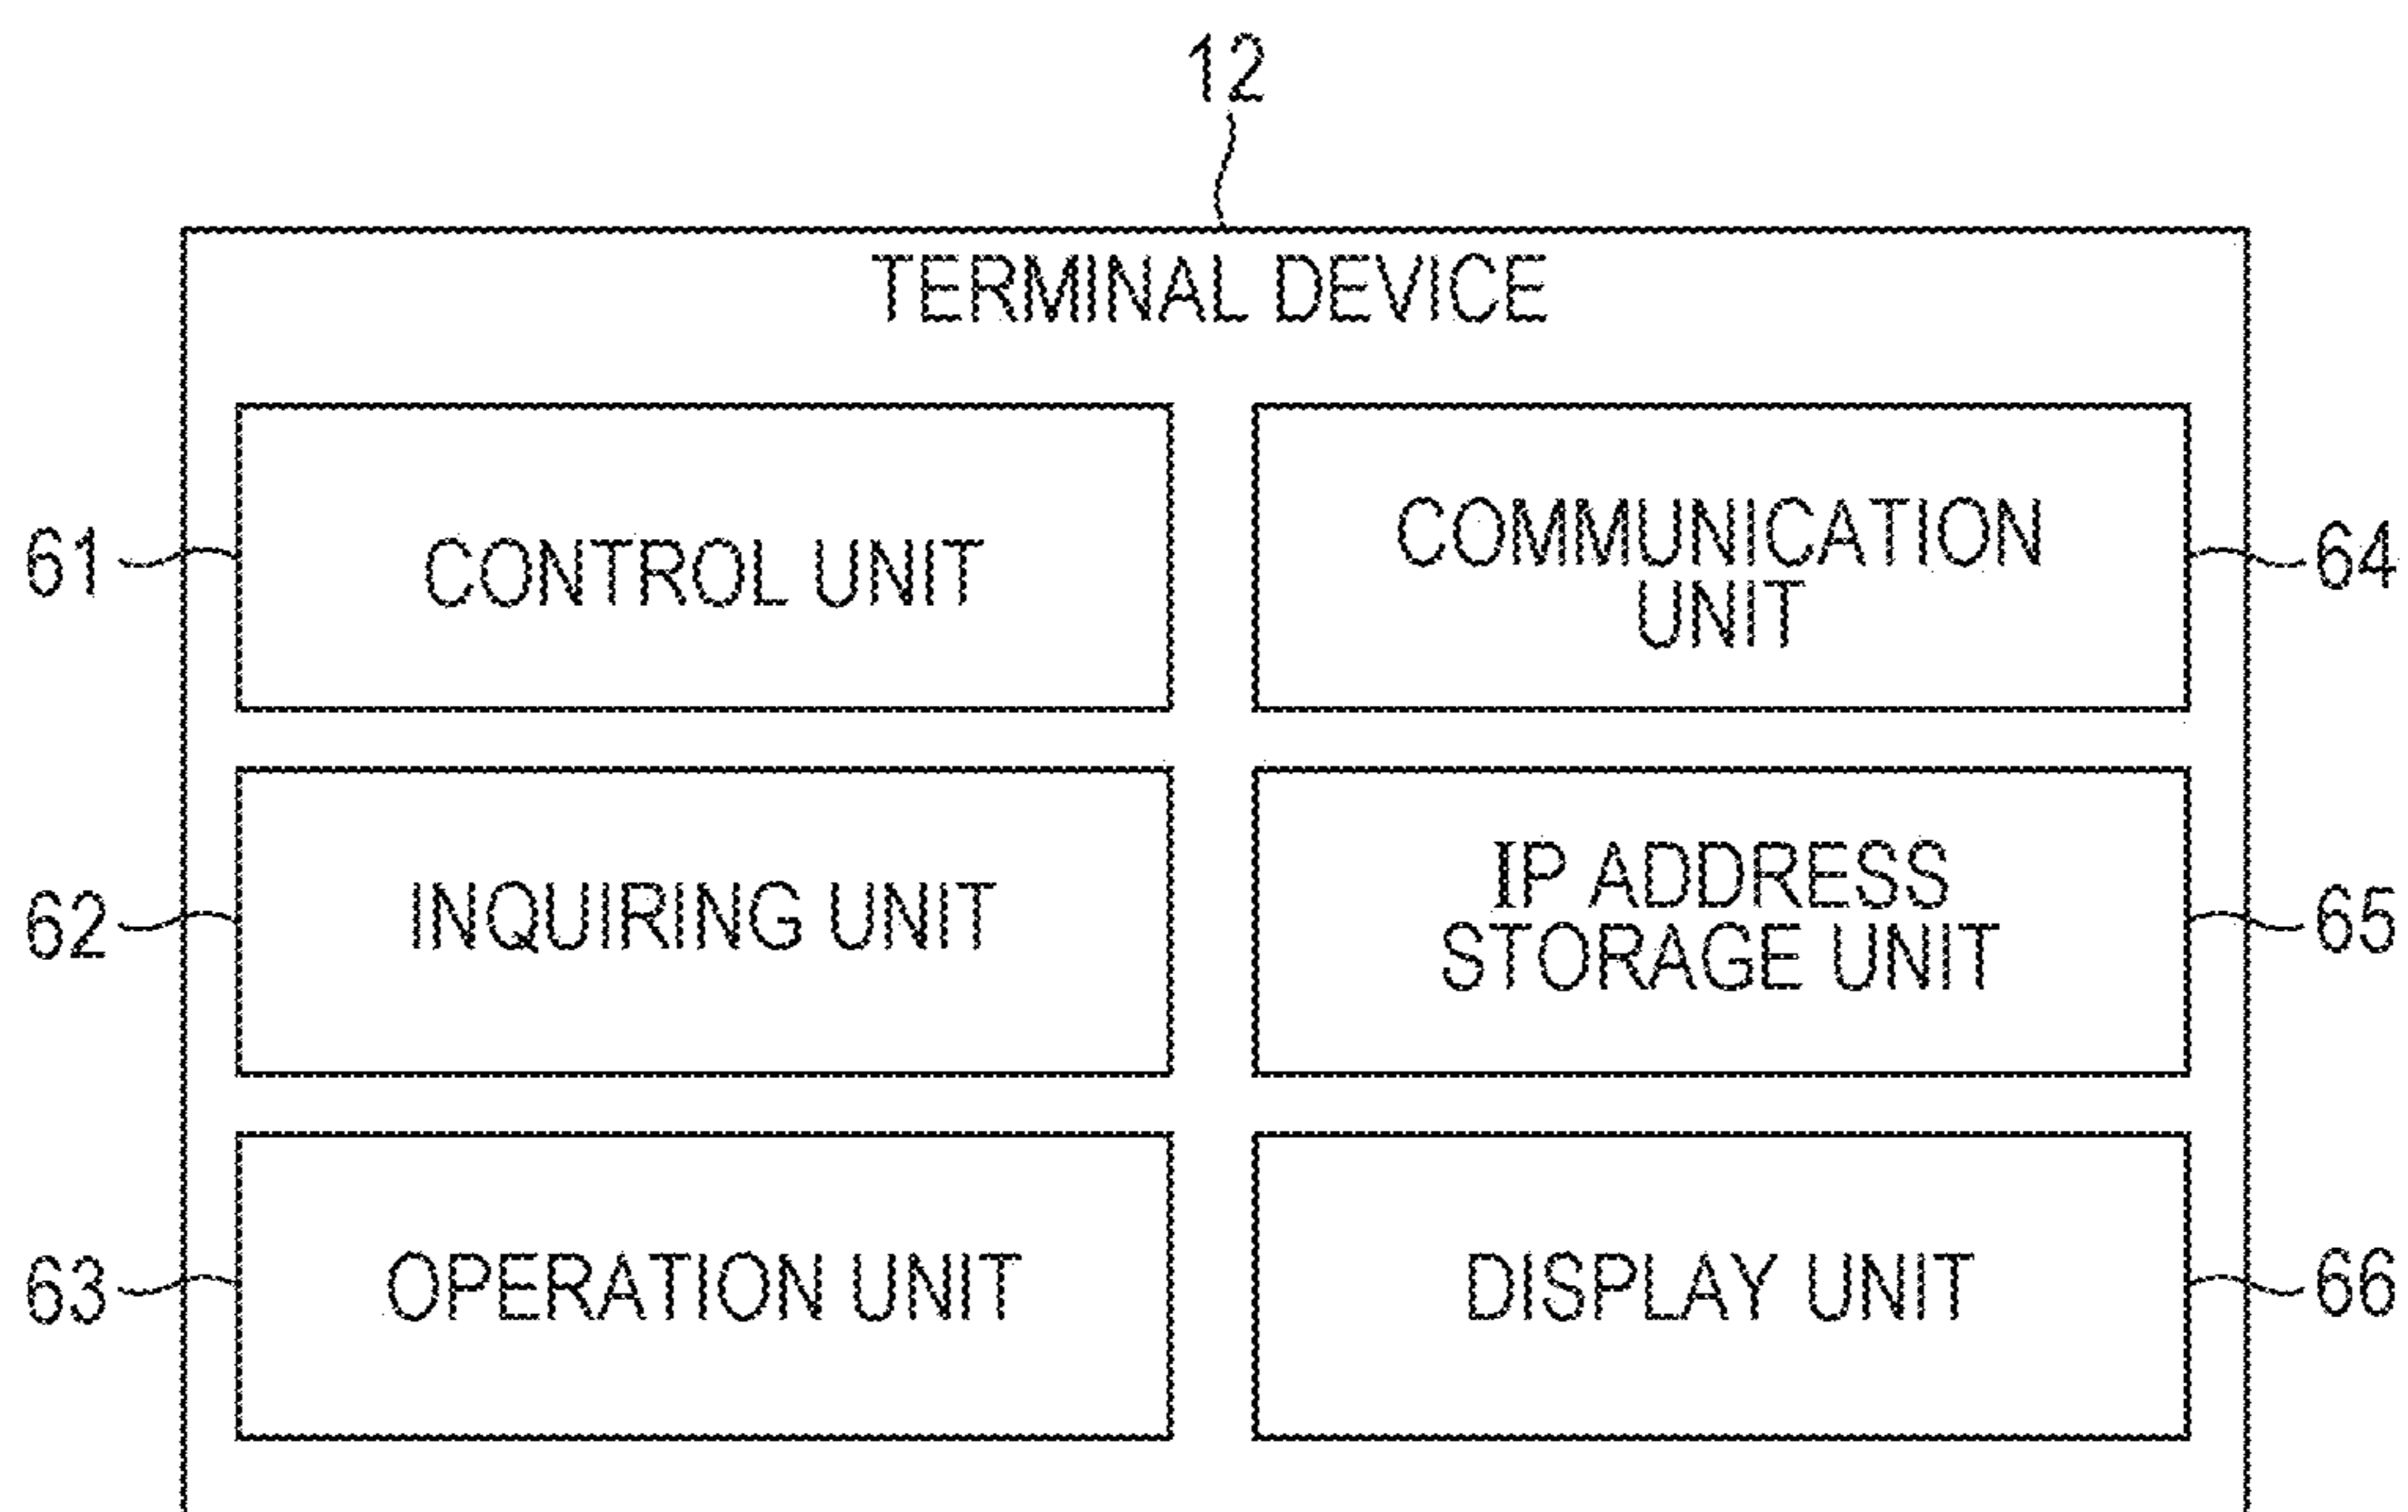 12
TERMINAL DEVICE
61
CONTROL UNIT
COMMUNICATION
UNIT
64
62
INQUIRING UNIT
IP ADDRESS
STORAGE UNIT
65
63
OPERATION UNIT
DISPLAY UNIT
66